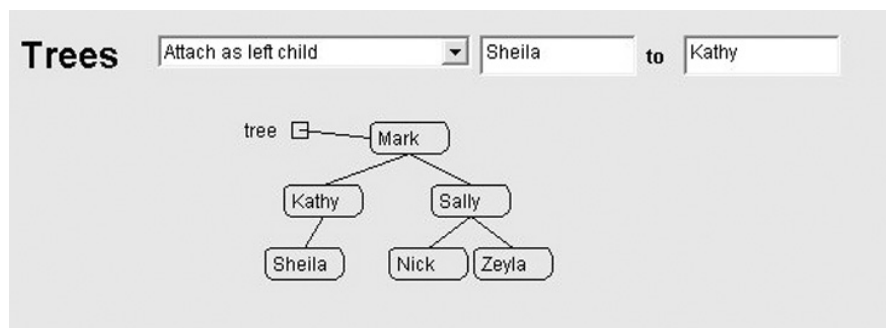 Trees Attach as left child Sheila to Kathy
tree Mark
Kathy Sally
Sheila Nick Zeyla